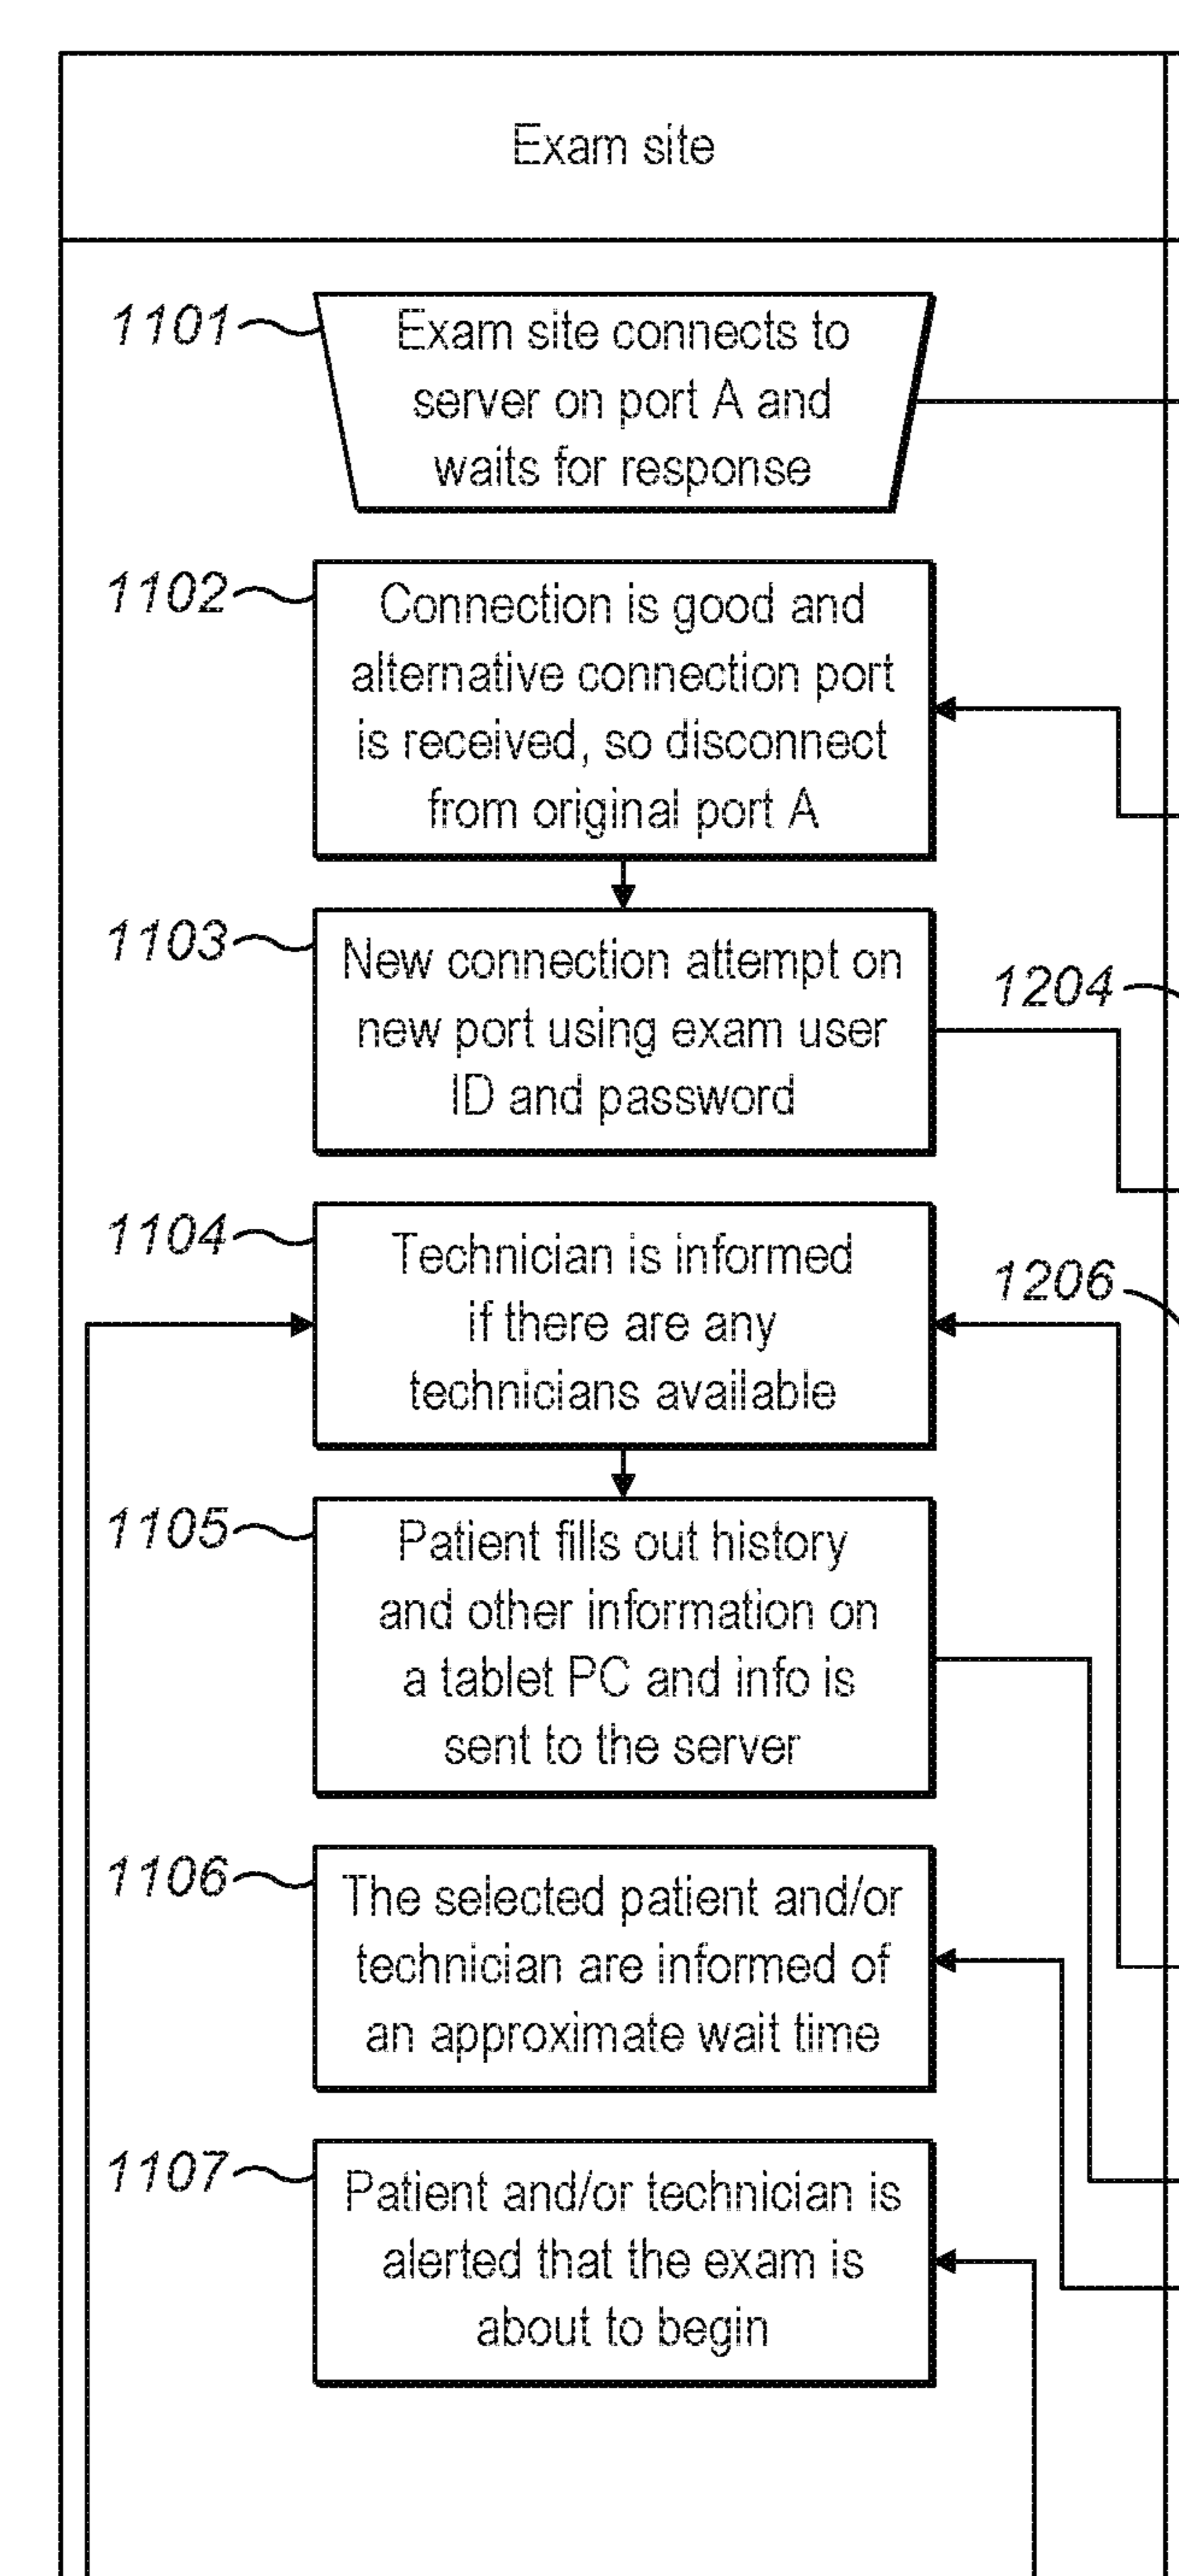 Exam site
1101
Exam site connects to
server on port A and
waits for response
1102
Connection is good and
alternative connection port
is received, so disconnect
from original port A
1103
New connection attempt on
new port using exam user
ID and password
1204
1104
Technician is informed
if there are any
technicians available
1206
1105
Patient fills out history
and other information on
a tablet PC and info is
sent to the server
1106
The selected patient and/or
technician are informed of
an approximate wait time
1107
Patient and/or technician is
alerted that the exam is
about to begin